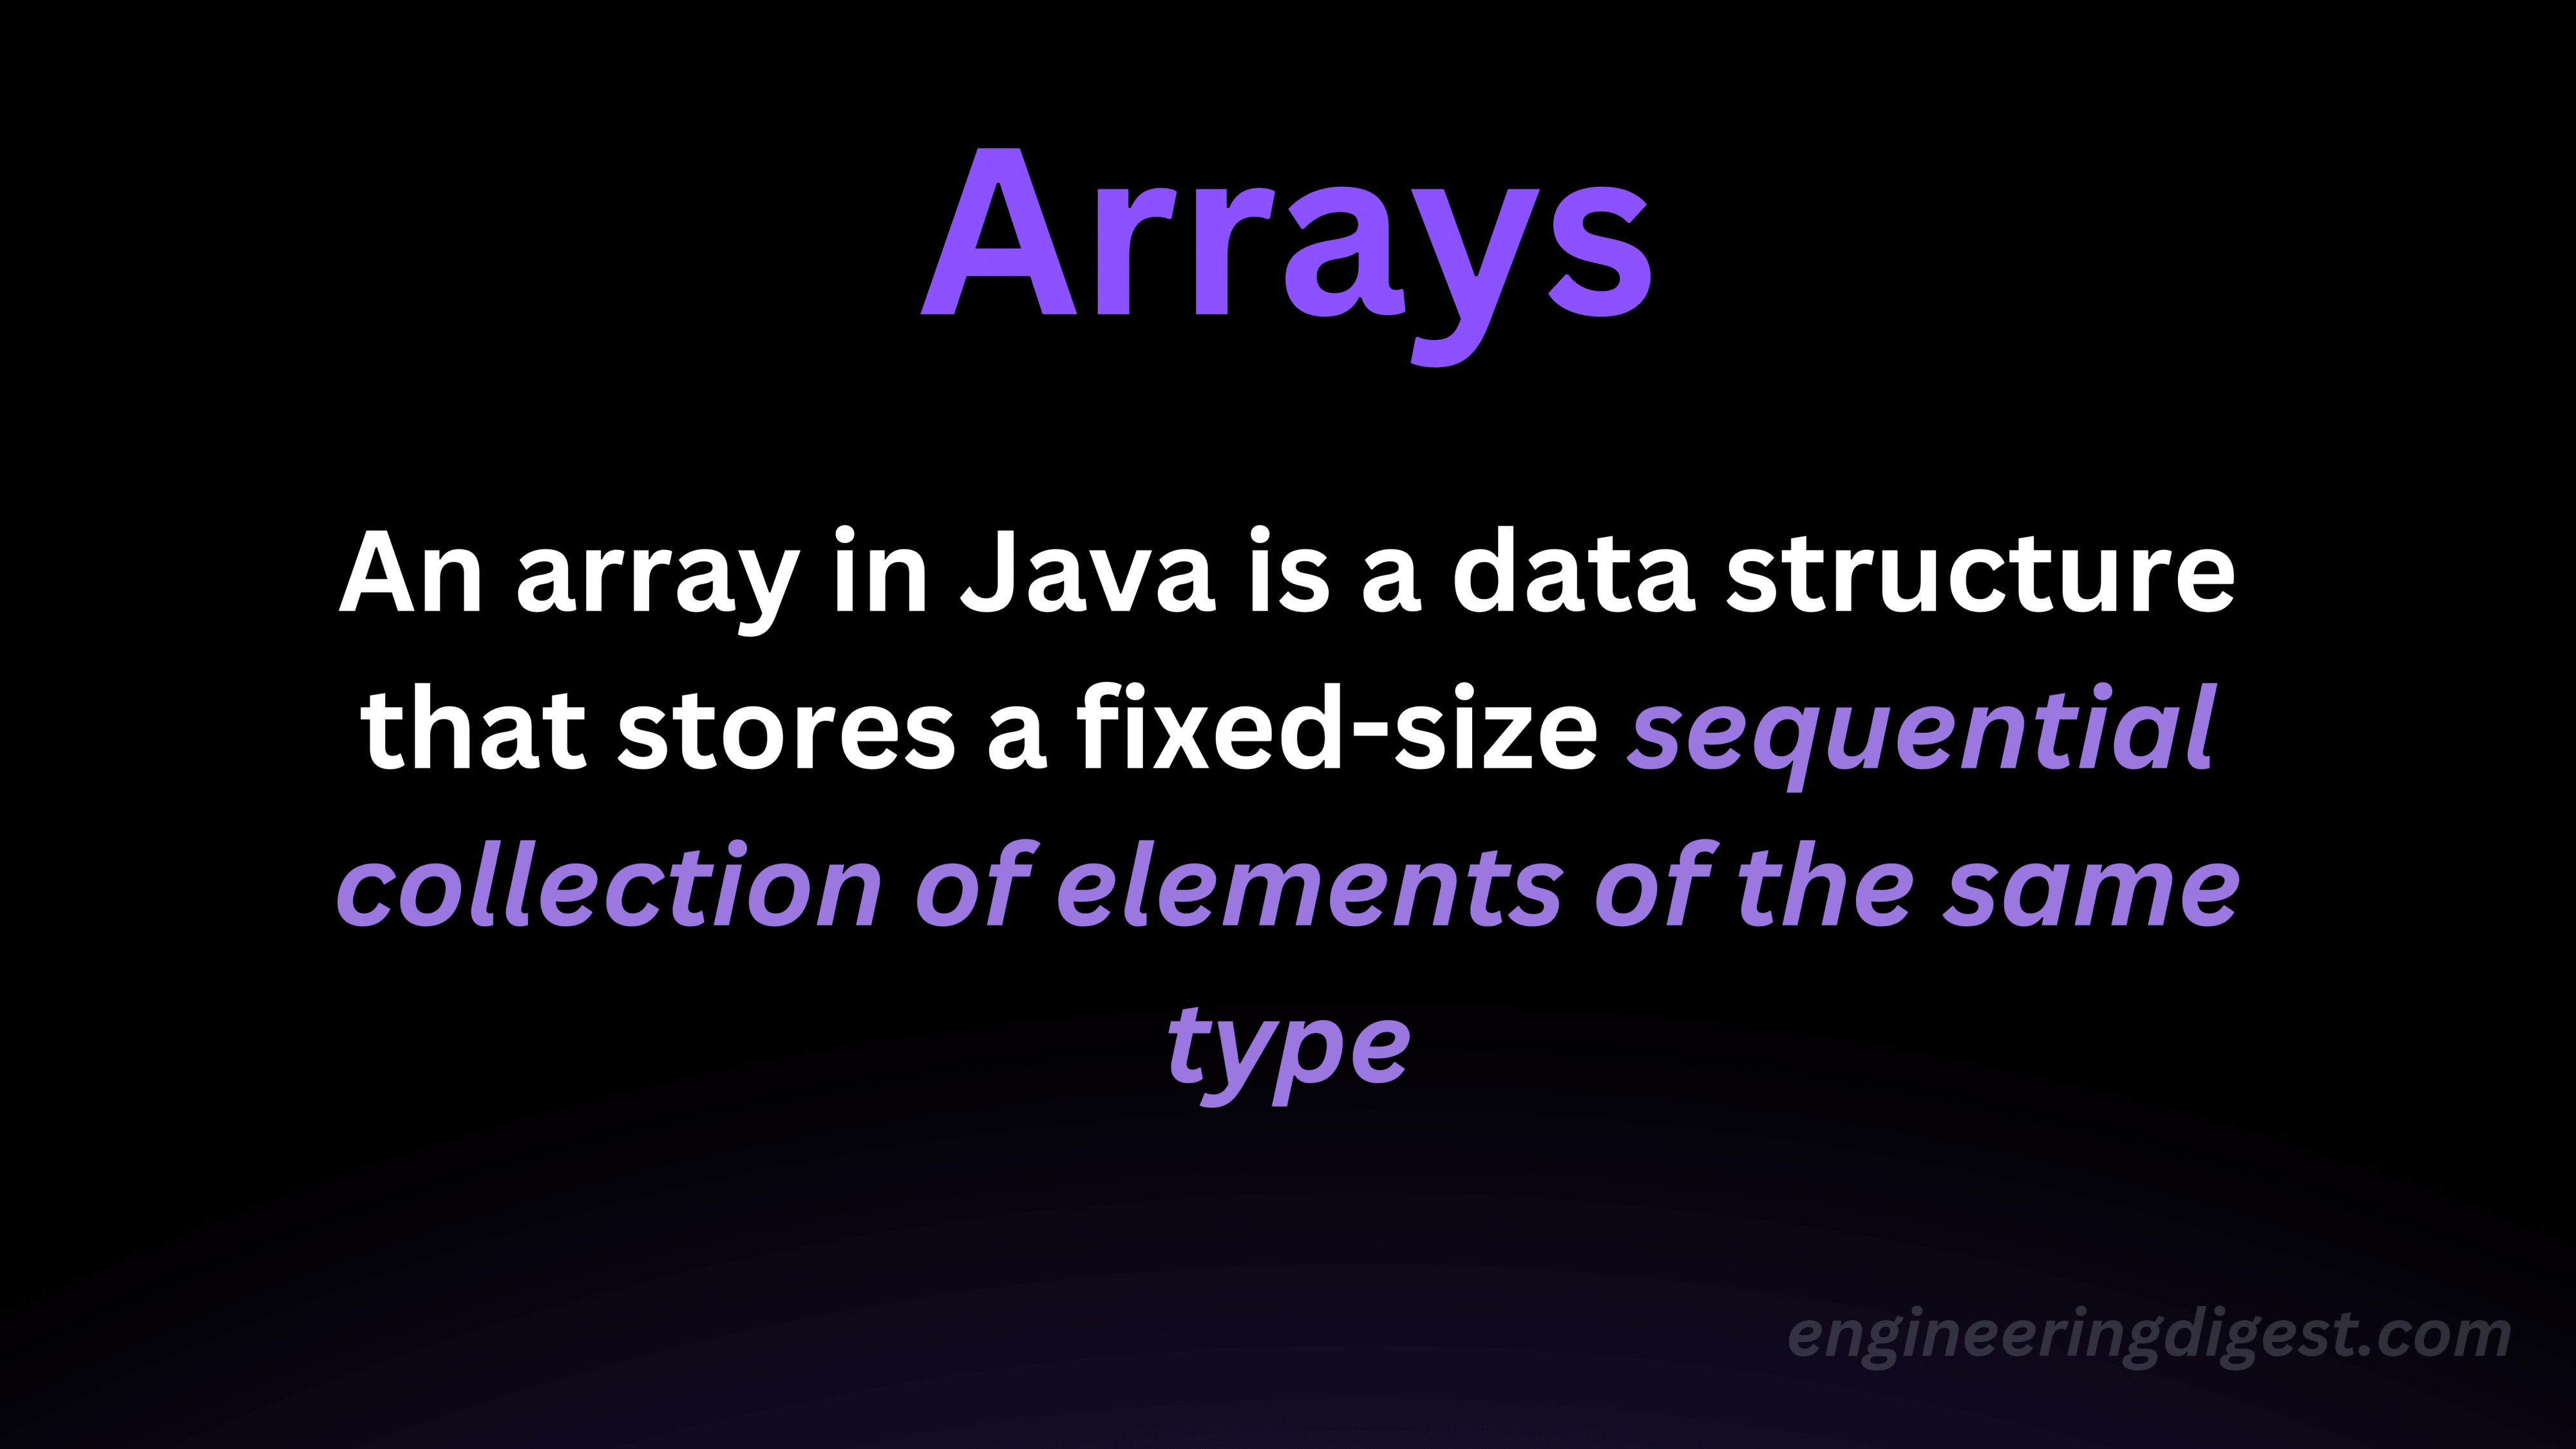 Arrays
An array in Java is a data structure
that stores a fixed-size sequential
collection of elements of the same
type
engineeringdigest.com